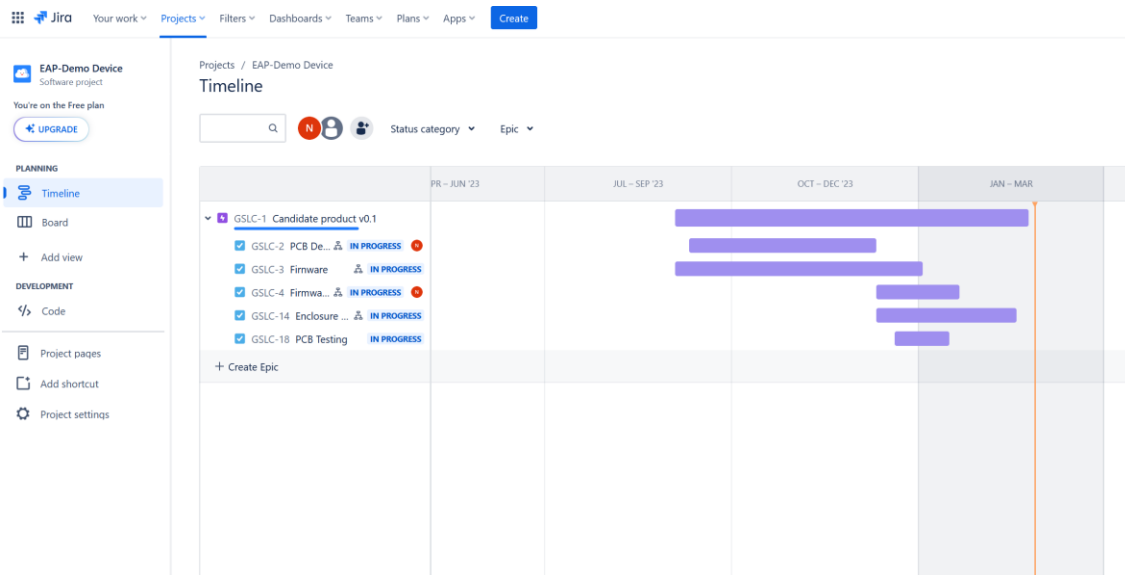 Jira Your work Projects Filters Dashboards Teams Plans Apps Create
EAP-Demo Device
Software project
You're on the Free plan
UPGRADE
PLANNING
Timeline
Board
Add view
DEVELOPMENT
Code
Project pages
Add shortcut
Project settings
Projects / EAP-Demo Device
Timeline
N Status category Epic
PR – JUN '23 JUL – SEP '23 OCT – DEC '23 JAN – MAR
GSLC-1 Candidate product v0.1
GSLC-2 PCB De... IN PROGRESS N
GSLC-3 Firmware IN PROGRESS
GSLC-4 Firmwa... IN PROGRESS N
GSLC-14 Enclosure ... IN PROGRESS
GSLC-18 PCB Testing IN PROGRESS
+ Create Epic